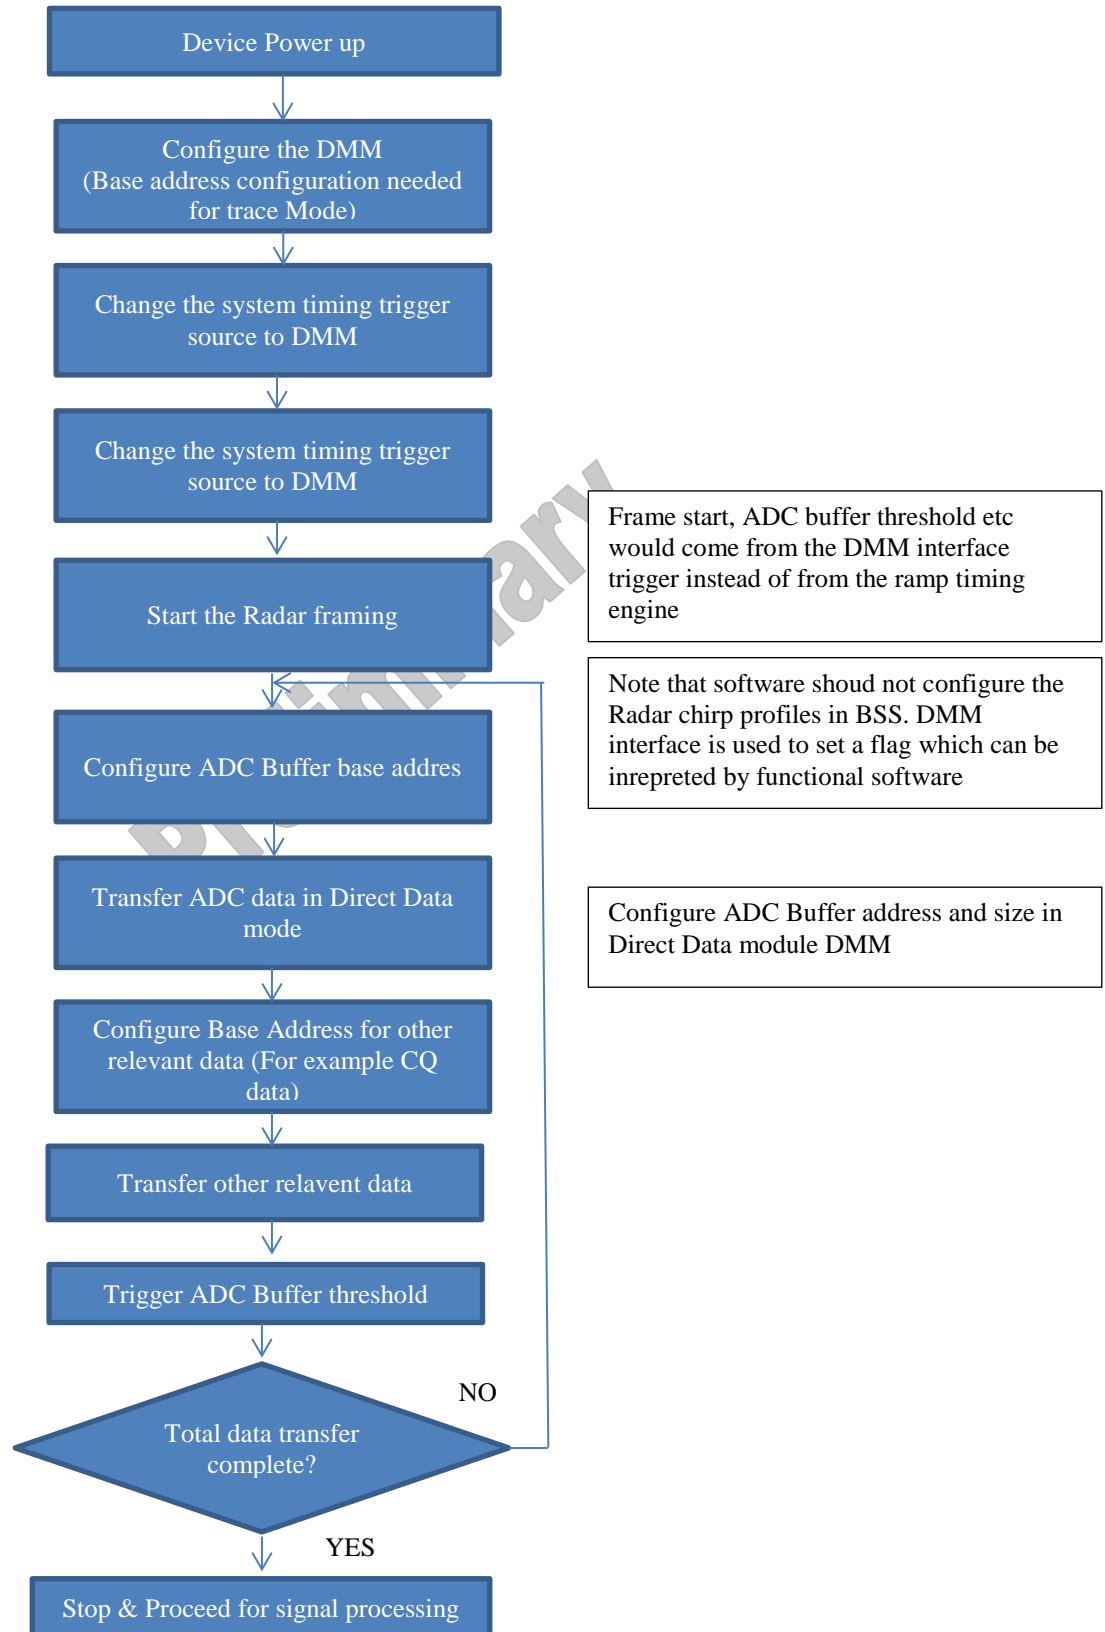 Device Power up
Configure the DMM
(Base address configuration needed
for trace Mode)
Change the system timing trigger
source to DMM
Change the system timing trigger
source to DMM
Frame start, ADC buffer threshold etc
would come from the DMM interface
trigger instead of from the ramp timing
engine
Start the Radar framing
Note that software shoud not configure the
Radar chirp profiles in BSS. DMM
interface is used to set a flag which can be
inrepreted by functional software
Configure ADC Buffer base addres
Preliminary
Transfer ADC data in Direct Data
mode
Configure ADC Buffer address and size in
Direct Data module DMM
Configure Base Address for other
relevant data (For example CQ
data)
Transfer other relavent data
Trigger ADC Buffer threshold
NO
Total data transfer
complete?
YES
Stop & Proceed for signal processing